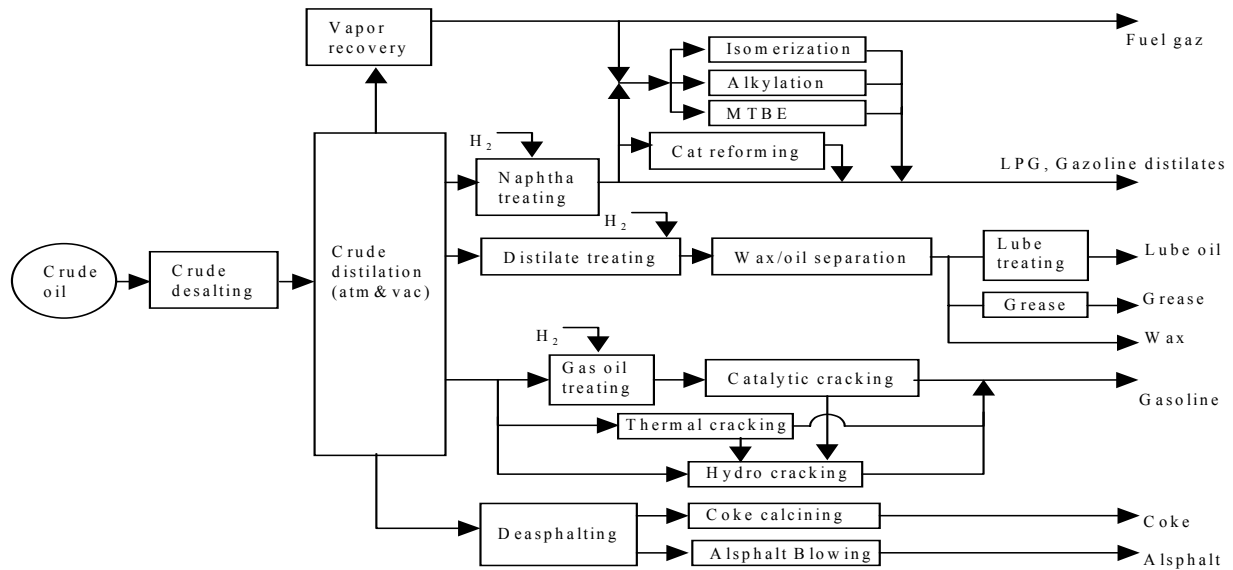 Vapor
recovery
Fuel gaz
Isomerization
Alkylation
MTBE
H2
Cat reforming
LPG, Gazoline distilates
Naphtha
treating
H2
Crude
oil
Crude
desalting
Crude
distilation
(atm&vac)
Distilate treating
Wax/oil separation
Lube
treating
Lube oil
Grease
Grease
Wax
H2
Gas oil
treating
Catalytic cracking
Gasoline
Thermal cracking
Hydro cracking
Deasphalting
Coke calcining
Coke
Alsphalt Blowing
Alsphalt